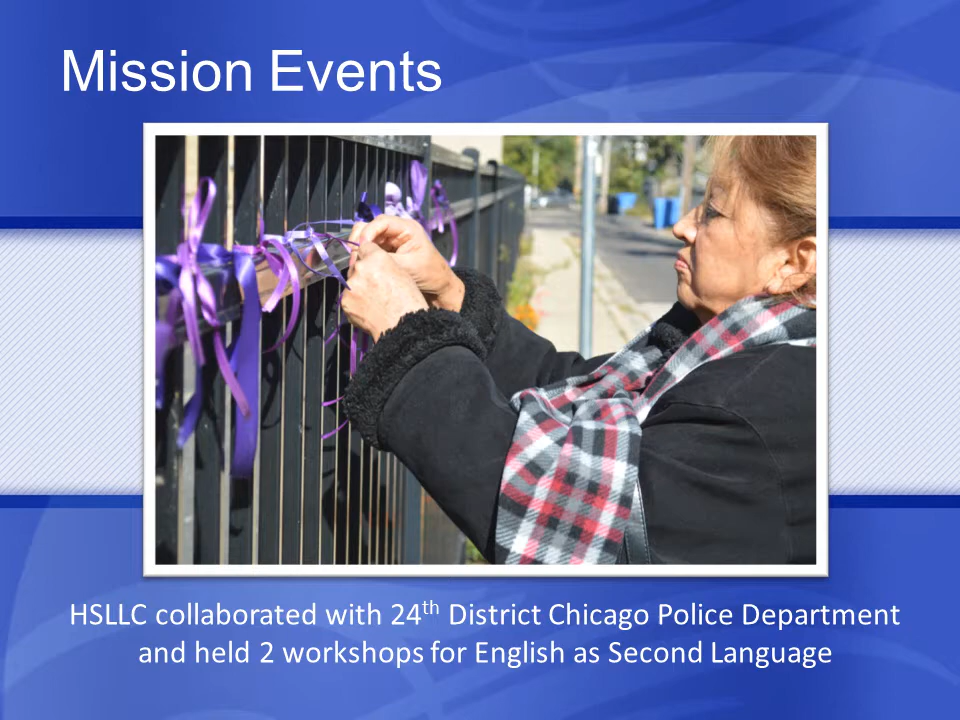 Mission Events
HSLLC collaborated with 24th District Chicago Police Department
and held 2 workshops for English as Second Language